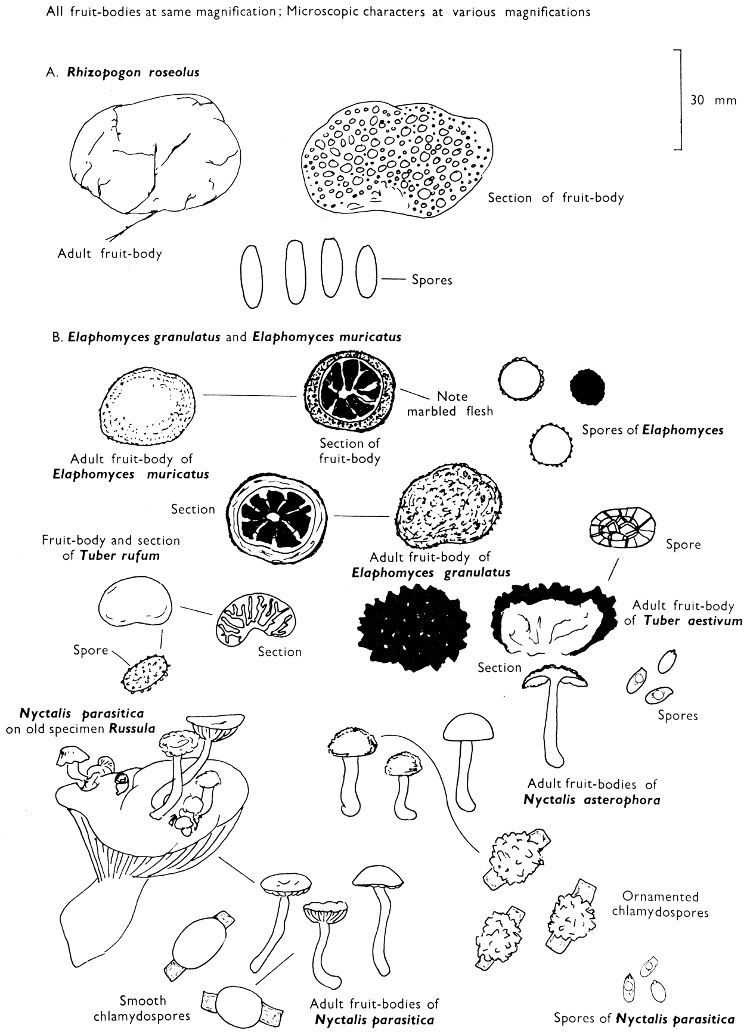 All fruit-bodies at same magnification; Microscopic characters at various magnifications
A. Rhizopogon roseolus
30 mm
Section of fruit-body
Adult fruit-body
Spores
B. Elaphomyces granulatus and Elaphomyces muricatus
Note
marbled flesh
Spores of Elaphomyces
Section of
fruit-body
Adult fruit-body of
Elaphomyces muricatus
Section
Fruit-body and section
of Tuber rufum
Adult fruit-body of
Elaphomyces granulatus
Spore
Adult fruit-body
of Tuber aestivum
Spore
Section
Section
Spores
Nyctalis parasitica
on old specimen Russula
Adult fruit-bodies of
Nyctalis asterophora
Ornamented
chlamydospores
Smooth
chlamydospores
Adult fruit-bodies of
Nyctalis parasitica
Spores of Nyctalis parasitica